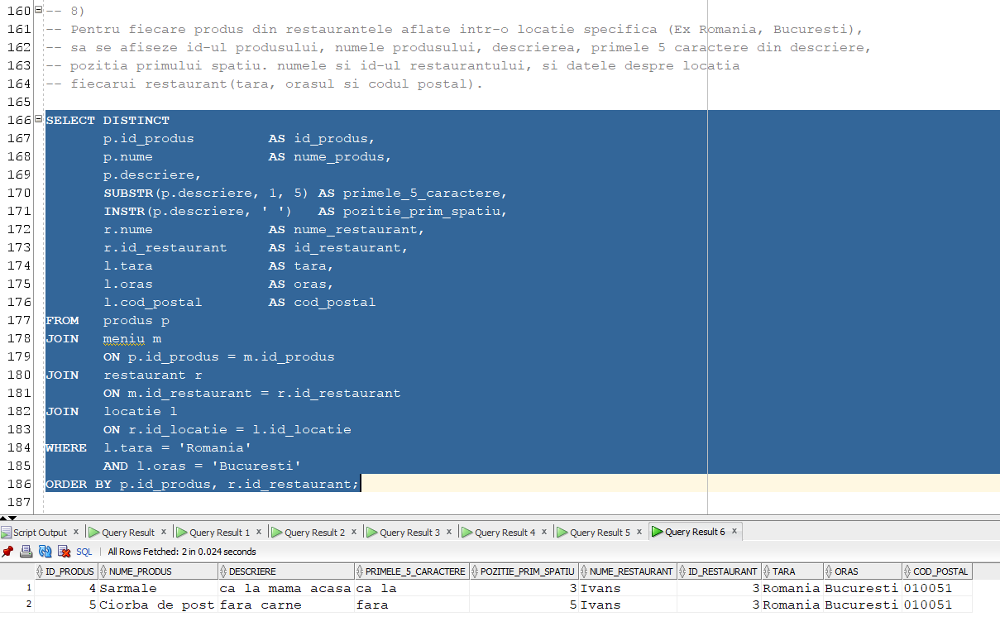 160 -- 8)
161 -- Pentru fiecare produs din restaurantele aflate intr-o locatie specifica (Ex Romania, Bucuresti),
162 -- sa se afiseze id-ul produsului, numele produsului, descrierea, primele 5 caractere din descriere,
163 -- pozitia primului spatiu. numele si id-ul restaurantului, si datele despre locatia
164 -- fiecarui restaurant(tara, orasul si codul postal).
165
166 SELECT DISTINCT
167 p.id_produs AS id_produs,
168 p.nume AS nume_produs,
169 p.descriere,
170 SUBSTR(p.descriere, 1, 5) AS primele_5_caractere,
171 INSTR(p.descriere, ' ') AS pozitie_prim_spatiu,
172 r.nume AS nume_restaurant,
173 r.id_restaurant AS id_restaurant,
174 l.tara AS tara,
175 l.oras AS oras,
176 l.cod_postal AS cod_postal
177 FROM produs p
178 JOIN meniu m
179 ON p.id_produs = m.id_produs
180 JOIN restaurant r
181 ON m.id_restaurant = r.id_restaurant
182 JOIN locatie l
183 ON r.id_locatie = l.id_locatie
184 WHERE l.tara = 'Romania'
185 AND l.oras = 'Bucuresti'
186 ORDER BY p.id_produs, r.id_restaurant;
187
Script Output x Query Result x Query Result 1 x Query Result 2 x Query Result 3 x Query Result 4 x Query Result 5 x Query Result 6 x
SQL | All Rows Fetched: 2 in 0.024 seconds
ID_PRODUS NUME_PRODUS DESCRIERE PRIMELE_5_CARACTERE POZITIE_PRIM_SPATIU NUME_RESTAURANT ID_RESTAURANT TARA ORAS COD_POSTAL
1 4 Sarmale ca la mama acasa ca la 3 Ivans 3 Romania Bucuresti 010051
2 5 Ciorba de post fara carne fara 5 Ivans 3 Romania Bucuresti 010051